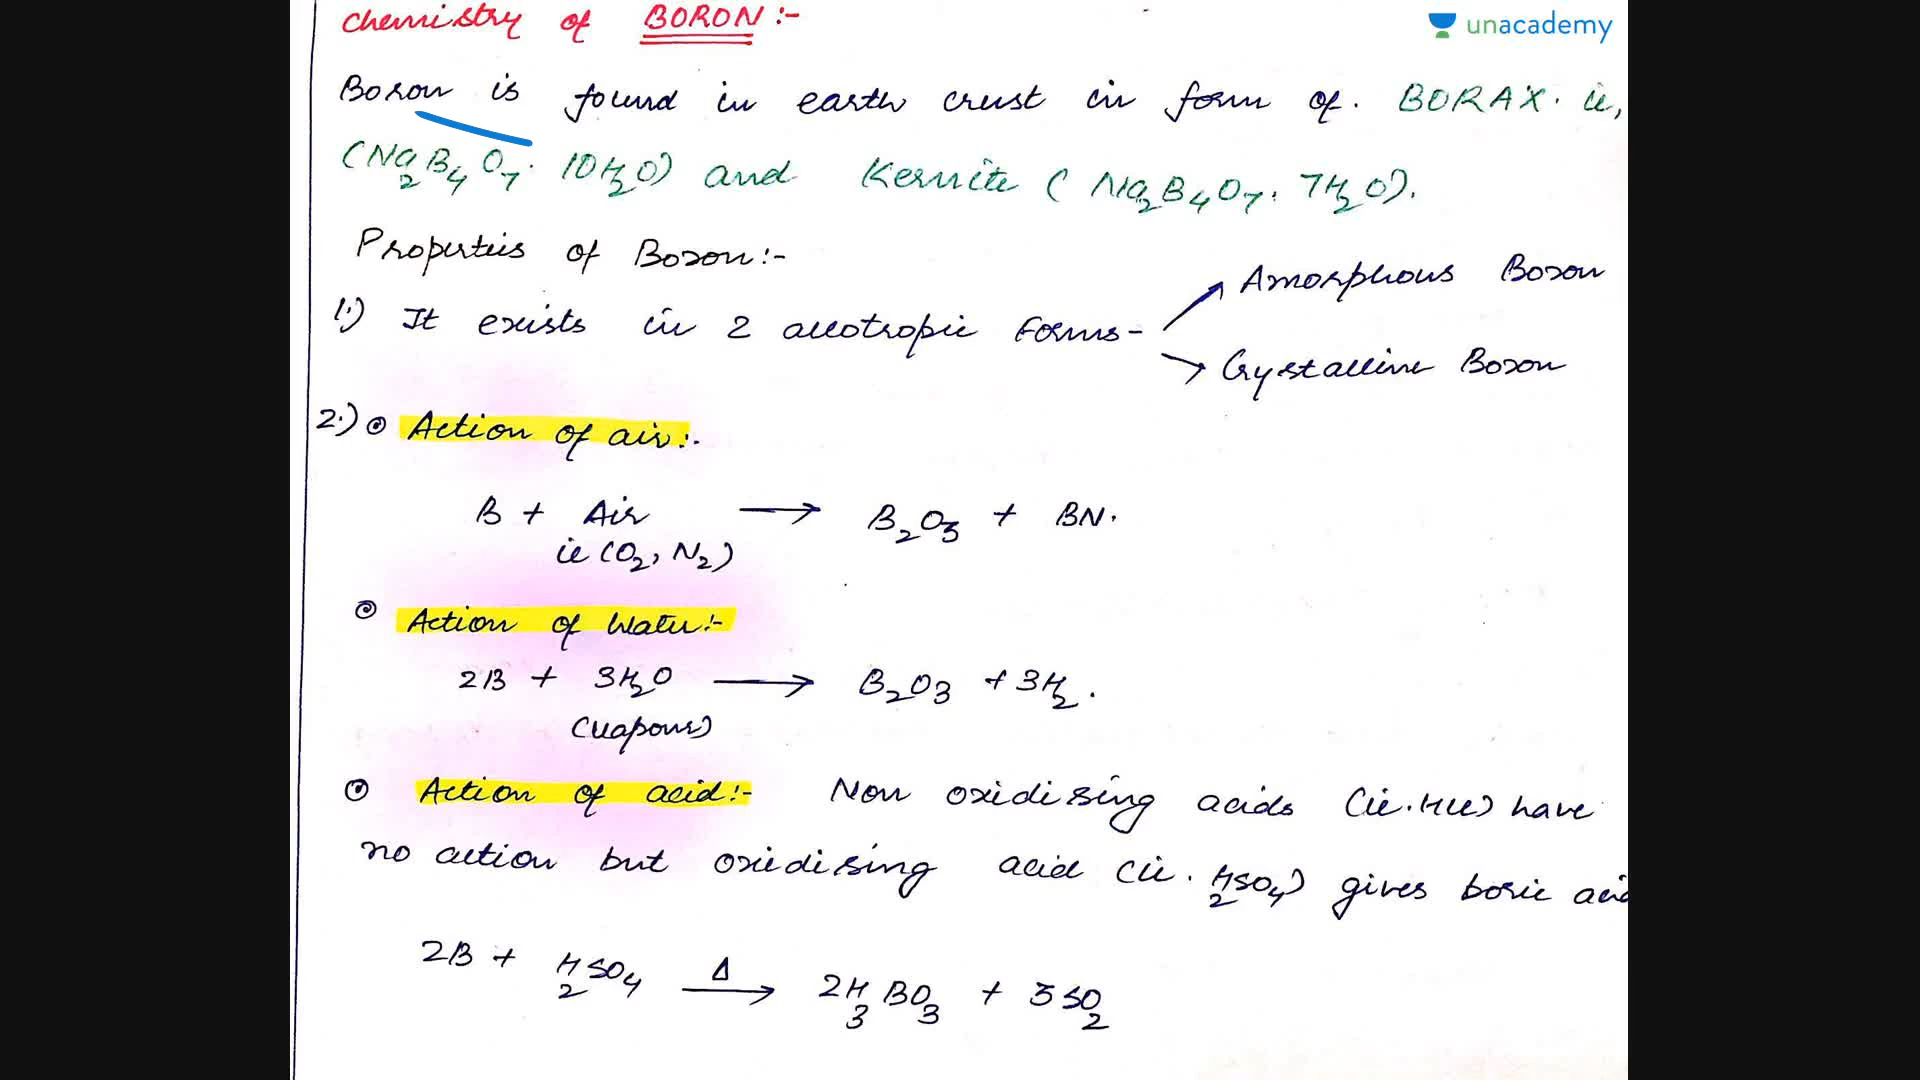 Chemistry of BORON :-
unacademy
Boron is found in earth crust in form of. BORAX. ie,
(Na2B4O7. 10H2O) and Kernite ( Na2B4O7. 7H2O).
Properties of Boron:-
1.) It exists in 2 allotropic forms- Amorphous Boron
Crystalline Boron
2.) Action of air:-
B + Air → B2O3 + BN.
ie (O2, N2)
Action of Water:-
2B + 3H2O → B2O3 + 3H2.
(vapour)
Action of acid:- Non oxidising acids (ie. HCl) have
no action but oxidising acid (ie. H2SO4) gives boric acid
2B + H2SO4 Δ → 2H3BO3 + 3SO2